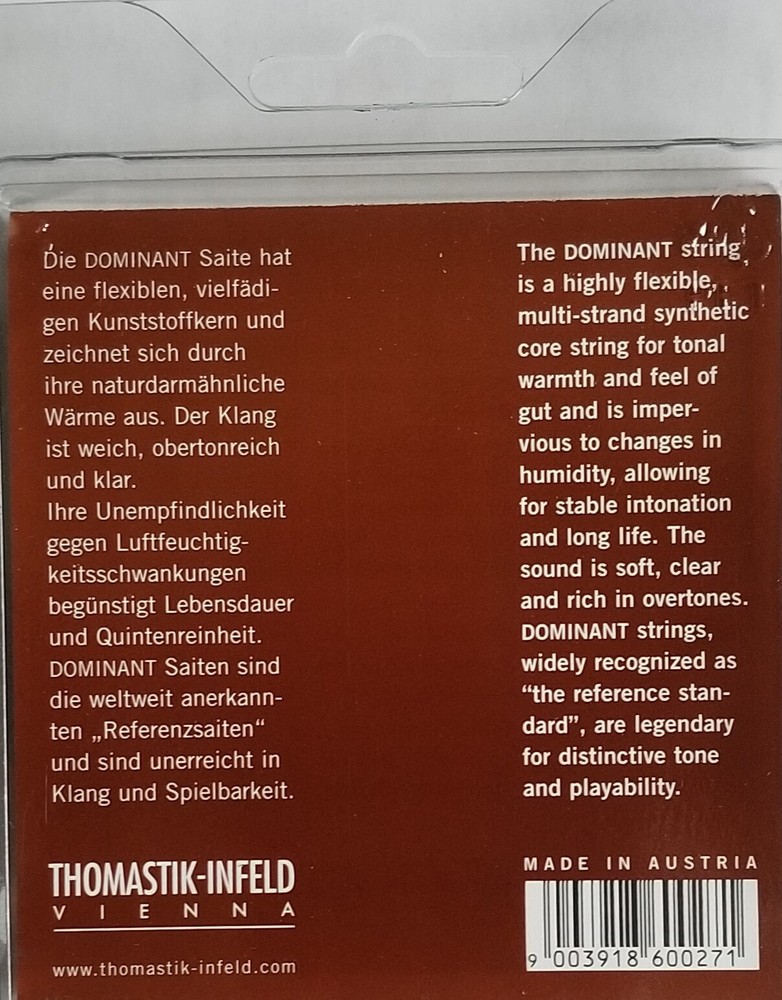 Die DOMINANT Saite hat
eine flexiblen, vielfädi-
gen Kunststoffkern und
zeichnet sich durch
ihre naturdarmähnliche
Wärme aus. Der Klang
ist weich, obertonreich
und klar.
Ihre Unempfindlichkeit
gegen Luftfeuchtig-
keitsschwankungen
begünstigt Lebensdauer
und Quintenreinheit.
DOMINANT Saiten sind
die weltweit anerkann-
ten „Referenzsaiten“
und sind unerreicht in
Klang und Spielbarkeit.
THOMASTIK-INFELD
VIENNA
www.thomastik-infeld.com
The DOMINANT string
is a highly flexible,
multi-strand synthetic
core string for tonal
warmth and feel of
gut and is imper-
vious to changes in
humidity, allowing
for stable intonation
and long life. The
sound is soft, clear
and rich in overtones.
DOMINANT strings,
widely recognized as
“the reference stan-
dard”, are legendary
for distinctive tone
and playability.
MADE IN AUSTRIA
9 003918 600271